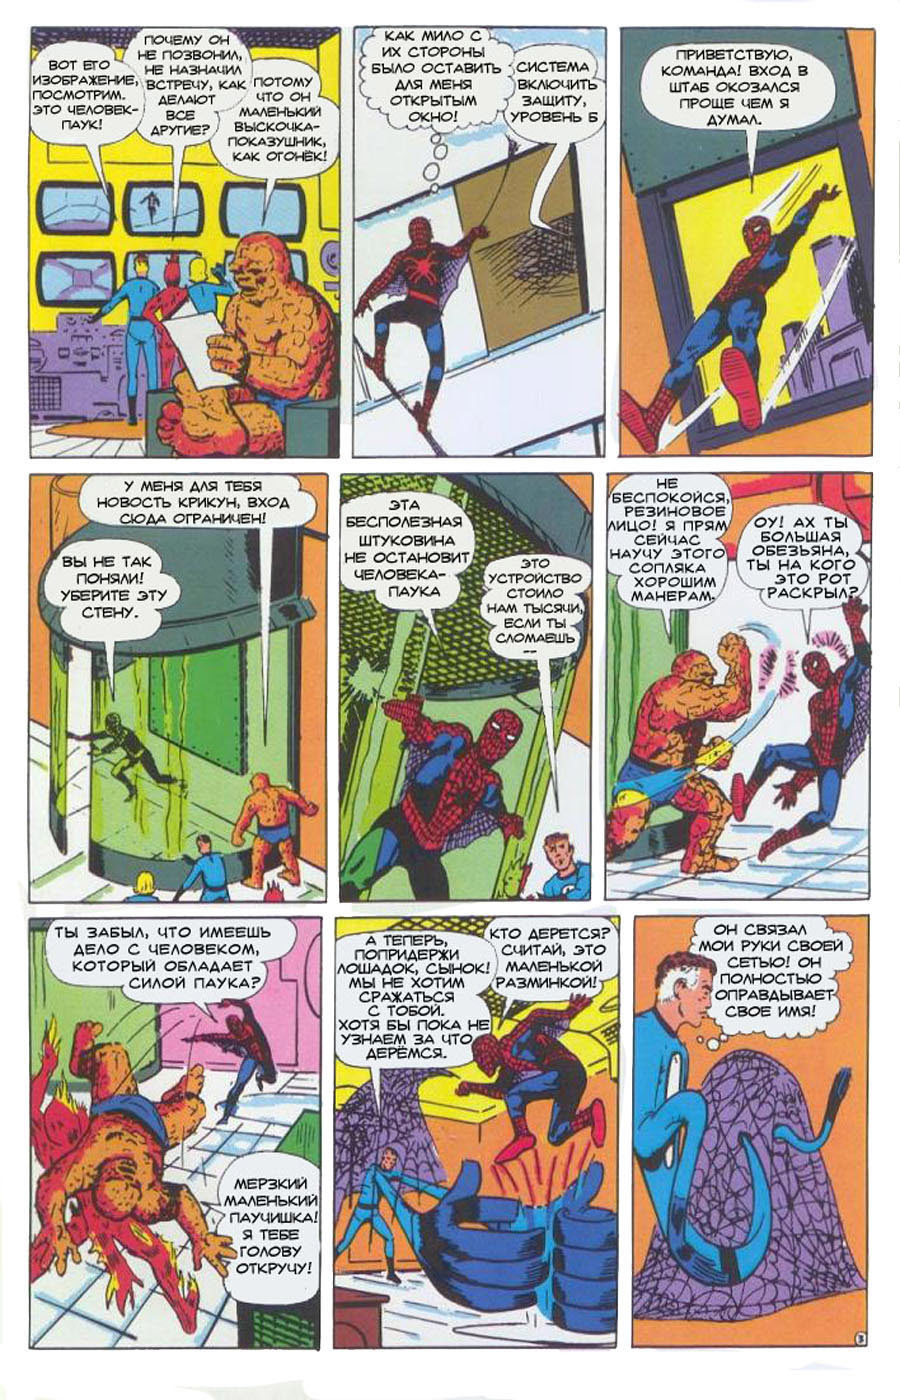 ВОТ ЕГО
ИЗОБРАЖЕНИЕ,
ПОСМОТРИМ.
ЭТО ЧЕЛОВЕК-
ПАУК!
ПОЧЕМУ ОН
НЕ ПОЗВОНИЛ,
НЕ НАЗНАЧИЛ
ВСТРЕЧУ, КАК
ДЕЛАЮТ
ВСЕ
ДРУГИЕ?
ПОТОМУ
ЧТО ОН
МАЛЕНЬКИЙ
ВЫСКОЧКА-
ПОКАЗУШНИК,
КАК ОГОНЁК!
КАК МИЛО С
ИХ СТОРОНЫ
БЫЛО ОСТАВИТЬ
ДЛЯ МЕНЯ
ОТКРЫТЫМ
ОКНО!
СИСТЕМА
ВКЛЮЧИТЬ
ЗАЩИТУ,
УРОВЕНЬ Б
ПРИВЕТСТВУЮ,
КОМАНДА! ВХОД В
ШТАБ ОКАЗАЛСЯ
ПРОЩЕ ЧЕМ Я
ДУМАЛ.
У МЕНЯ ДЛЯ ТЕБЯ
НОВОСТЬ КРИКУН, ВХОД
СЮДА ОГРАНИЧЕН!
ВЫ НЕ ТАК
ПОНЯЛИ!
УБЕРИТЕ ЭТУ
СТЕНУ.
ЭТА
БЕСПОЛЕЗНАЯ
ШТУКОВИНА
НЕ ОСТАНОВИТ
ЧЕЛОВЕКА-
ПАУКА
ЭТО
УСТРОЙСТВО
СТОИЛО
НАМ ТЫСЯЧИ,
ЕСЛИ ТЫ
СЛОМАЕШЬ
--
НЕ
БЕСПОКОЙСЯ,
РЕЗИНОВОЕ
ЛИЦО! Я ПРЯМ
СЕЙЧАС
НАУЧУ ЭТОГО
СОПЛЯКА
ХОРОШИМ
МАНЕРАМ.
ОУ! АХ ТЫ
БОЛЬШАЯ
ОБЕЗЬЯНА,
ТЫ НА КОГО
ЭТО РОТ
РАСКРЫЛ?
ТЫ ЗАБЫЛ, ЧТО ИМЕЕШЬ
ДЕЛО С ЧЕЛОВЕКОМ,
КОТОРЫЙ ОБЛАДАЕТ
СИЛОЙ ПАУКА?
МЕРЗКИЙ
МАЛЕНЬКИЙ
ПАУЧИШКА!
Я ТЕБЕ
ГОЛОВУ
ОТКРУЧУ!
А ТЕПЕРЬ,
ПОПРИДЕРЖИ
ЛОШАДОК, СЫНОК!
МЫ НЕ ХОТИМ
СРАЖАТЬСЯ
С ТОБОЙ.
ХОТЯ БЫ ПОКА НЕ
УЗНАЕМ ЗА ЧТО
ДЕРЁМСЯ.
КТО ДЕРЕТСЯ?
СЧИТАЙ, ЭТО
МАЛЕНЬКОЙ
РАЗМИНКОЙ!
ОН СВЯЗАЛ
МОИ РУКИ СВОЕЙ
СЕТЬЮ! ОН
ПОЛНОСТЬЮ
ОПРАВДЫВАЕТ
СВОЕ ИМЯ!
3